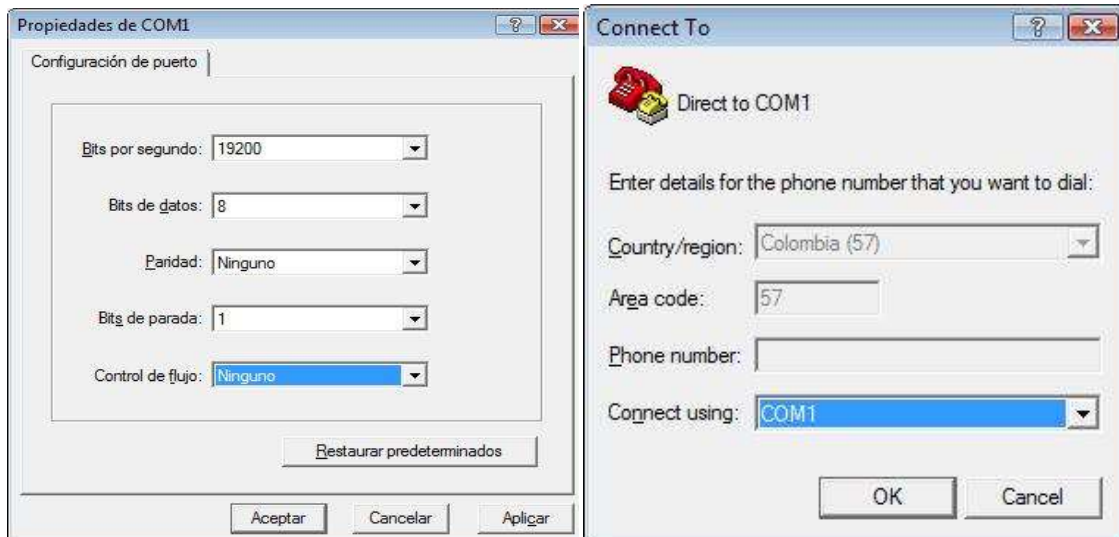 Propiedades de COM1
Configuración de puerto
Bits por segundo: 19200
Bits de datos: 8
Paridad: Ninguno
Bits de parada: 1
Control de flujo: Ninguno
Restaurar predeterminados
Aceptar Cancelar Aplicar
Connect To
Direct to COM1
Enter details for the phone number that you want to dial:
Country/region: Colombia (57)
Area code: 57
Phone number:
Connect using: COM1
OK Cancel